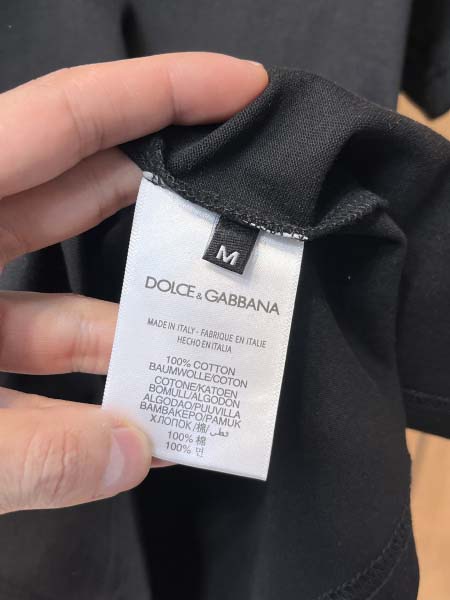 M
DOLCE & GABBANA
MADE IN ITALY - FABRIQUE EN ITALIE
HECHO EN ITALIA
100% COTTON
BAUMWOLLE/COTON
COTONE/KATOEN
BOMULL/ALGODON
ALGODAO/PUUVILLA
BAMBAKEPO/PAMUK
ХЛОПОК/棉/قطن
100% 棉
100% 면